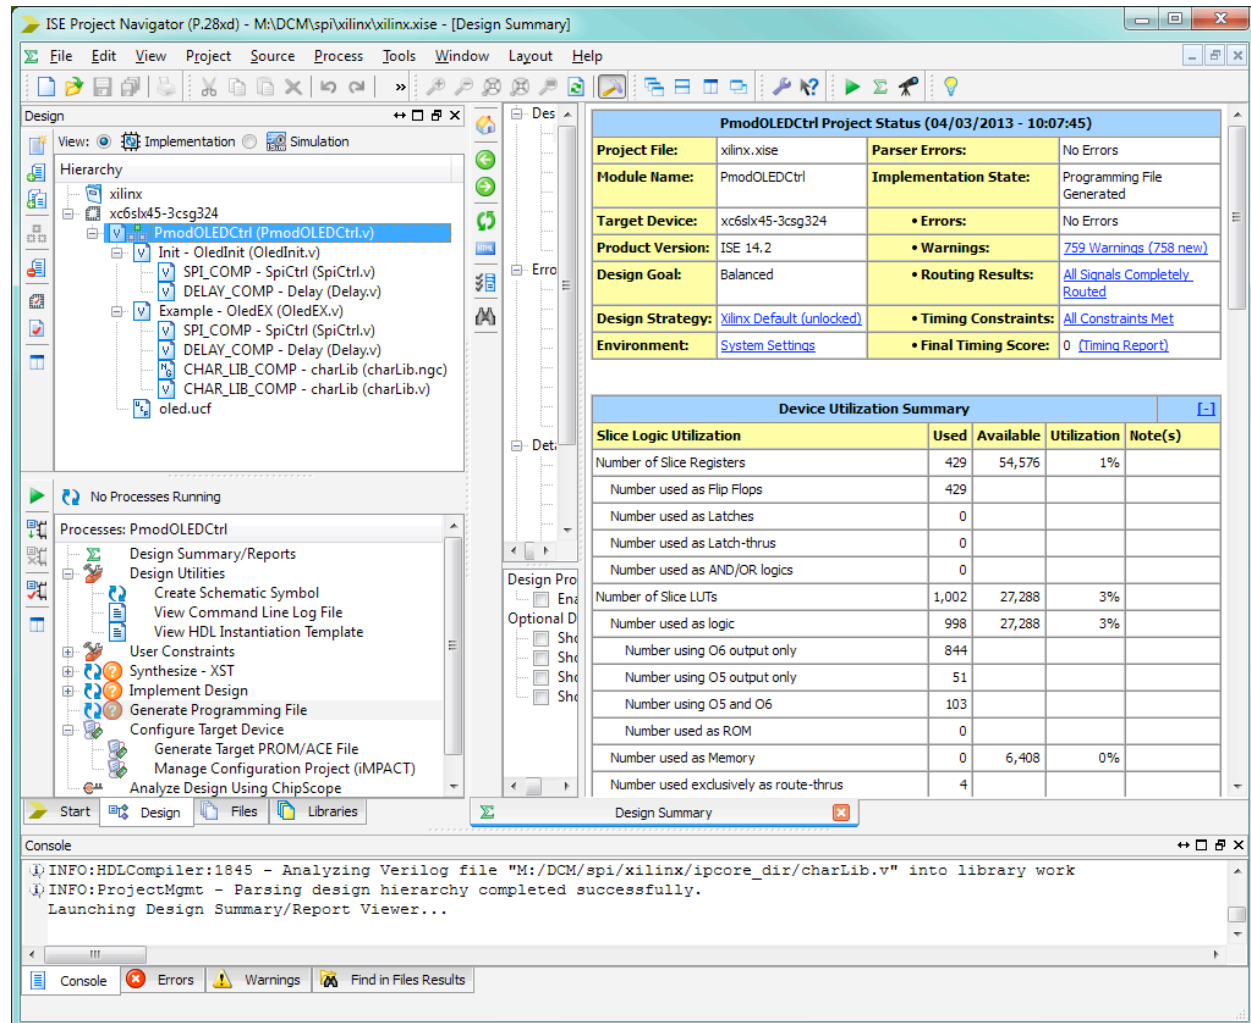 ISE Project Navigator (P.28xd) - M:\DCM\spi\xilinx\xilinx.xise - [Design Summary]
File Edit View Project Source Process Tools Window Layout Help
Design
View: Implementation Simulation
Hierarchy
xilinx
xc6slx45-3csg324
PmodOLEDCtrl (PmodOLEDCtrl.v)
Init - OledInit (OledInit.v)
SPI_COMP - SpiCtrl (SpiCtrl.v)
DELAY_COMP - Delay (Delay.v)
Example - OledEX (OledEX.v)
SPI_COMP - SpiCtrl (SpiCtrl.v)
DELAY_COMP - Delay (Delay.v)
CHAR_LIB_COMP - charLib (charLib.ngc)
CHAR_LIB_COMP - charLib (charLib.v)
oled.ucf
No Processes Running
Processes: PmodOLEDCtrl
Design Summary/Reports
Design Utilities
Create Schematic Symbol
View Command Line Log File
View HDL Instantiation Template
User Constraints
Synthesize - XST
Implement Design
Generate Programming File
Configure Target Device
Generate Target PROM/ACE File
Manage Configuration Project (iMPACT)
Analyze Design Using ChipScope
Start Design Files Libraries
Des
Erro
Deta
Design Pro
Ena
Optional D
Sho
Sho
Sho
Sho
PmodOLEDCtrl Project Status (04/03/2013 - 10:07:45)
Project File: xilinx.xise Parser Errors: No Errors
Module Name: PmodOLEDCtrl Implementation State: Programming File
Generated
Target Device: xc6slx45-3csg324 • Errors: No Errors
Product Version: ISE 14.2 • Warnings: 759 Warnings (758 new)
Design Goal: Balanced • Routing Results: All Signals Completely
Routed
Design Strategy: Xilinx Default (unlocked) • Timing Constraints: All Constraints Met
Environment: System Settings • Final Timing Score: 0 (Timing Report)
Device Utilization Summary [-]
Slice Logic Utilization Used Available Utilization Note(s)
Number of Slice Registers 429 54,576 1%
Number used as Flip Flops 429
Number used as Latches 0
Number used as Latch-thrus 0
Number used as AND/OR logics 0
Number of Slice LUTs 1,002 27,288 3%
Number used as logic 998 27,288 3%
Number using O6 output only 844
Number using O5 output only 51
Number using O5 and O6 103
Number used as ROM 0
Number used as Memory 0 6,408 0%
Number used exclusively as route-thrus 4
Design Summary
Console
INFO:HDLCompiler:1845 - Analyzing Verilog file "M:/DCM/spi/xilinx/ipcore_dir/charLib.v" into library work
INFO:ProjectMgmt - Parsing design hierarchy completed successfully.
Launching Design Summary/Report Viewer...
Console Errors Warnings Find in Files Results